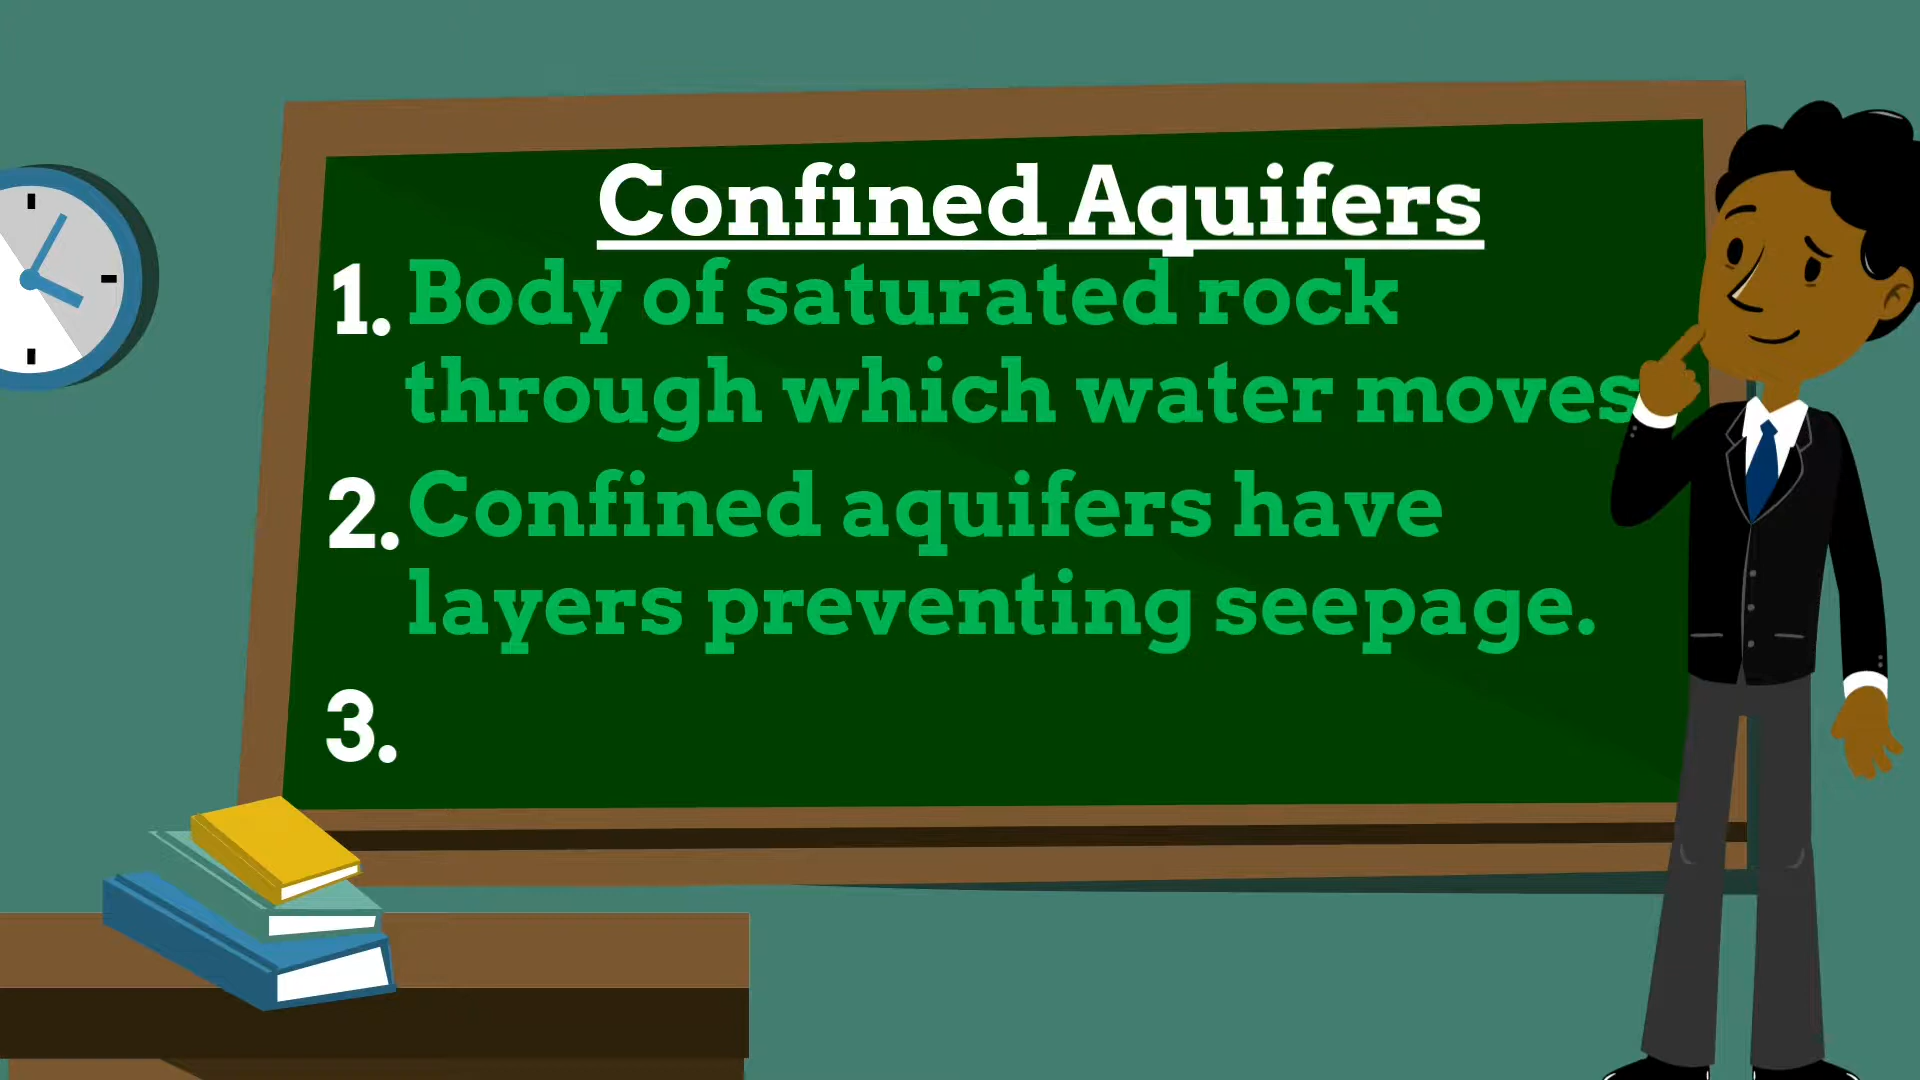 Confined Aquifers
1. Body of saturated rock
through which water moves
2. Confined aquifers have
layers preventing seepage.
3.